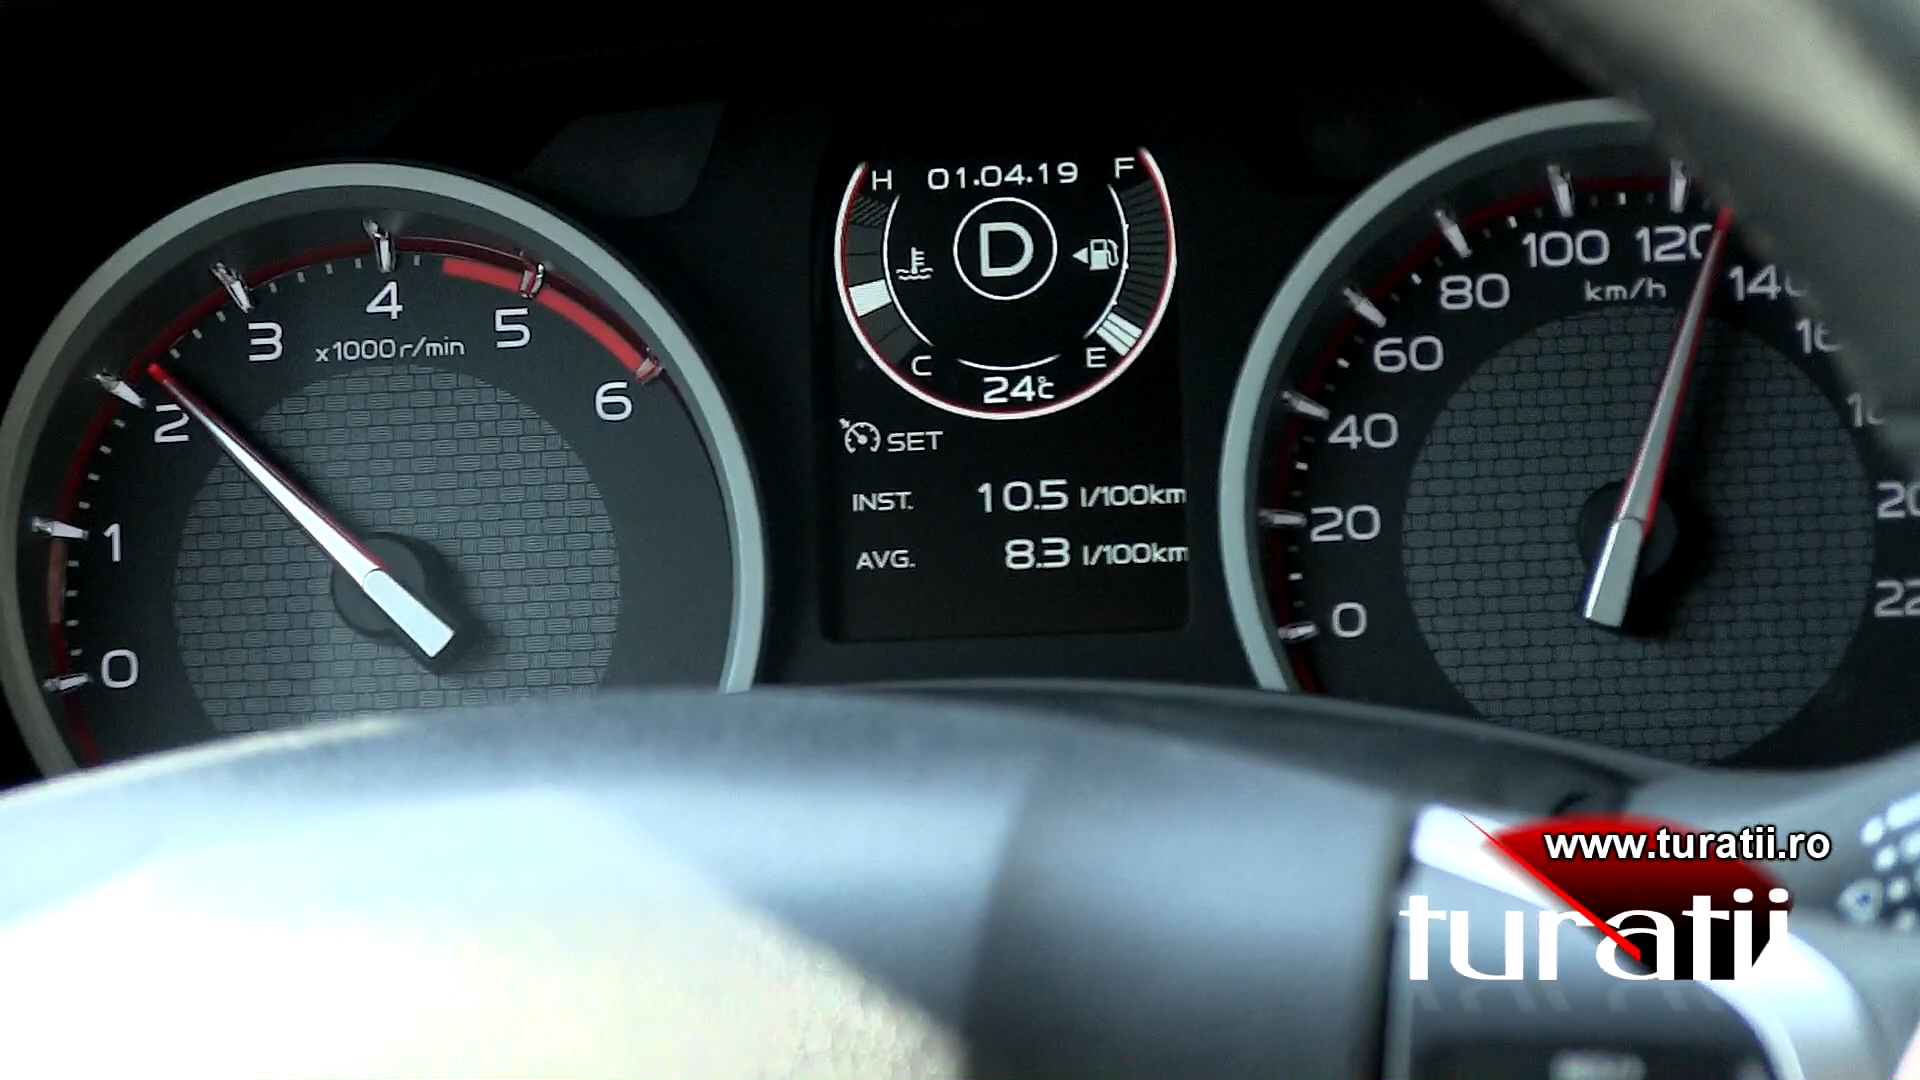 0
1
2
3
4
5
6
x1000r/min
H 01.04.19 F
D
C E
24°C
SET
INST. 10.5 l/100km
AVG. 8.3 l/100km
0
20
40
60
80
100
120
km/h
www.turatii.ro
turatii